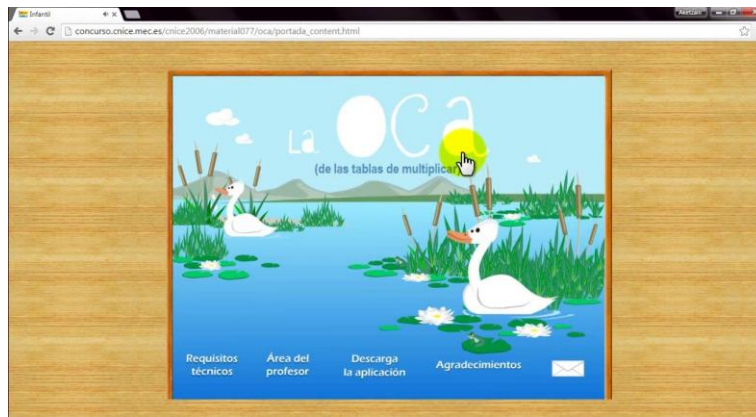 Infantil
concurso.cnice.mec.es/cnice2006/material077/oca/portada_content.html
La Oca
(de las tablas de multiplicar)
Requisitos técnicos
Área del profesor
Descarga la aplicación
Agradecimientos